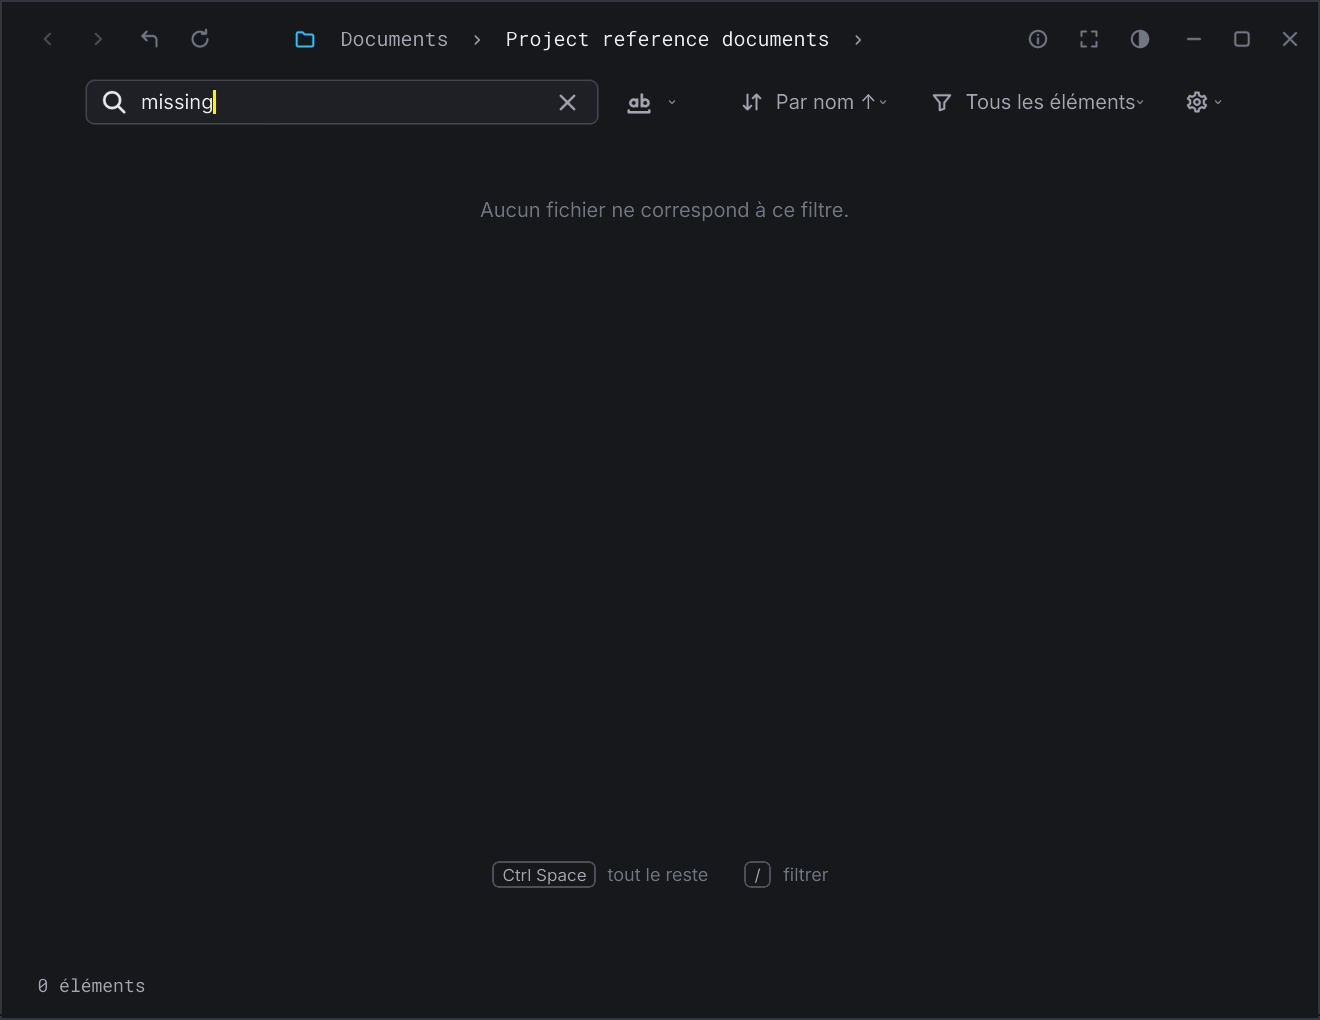 Documents › Project reference documents ›
missing
ab
Par nom ↑
Tous les éléments
Aucun fichier ne correspond à ce filtre.
Ctrl Space tout le reste / filtrer
0 éléments